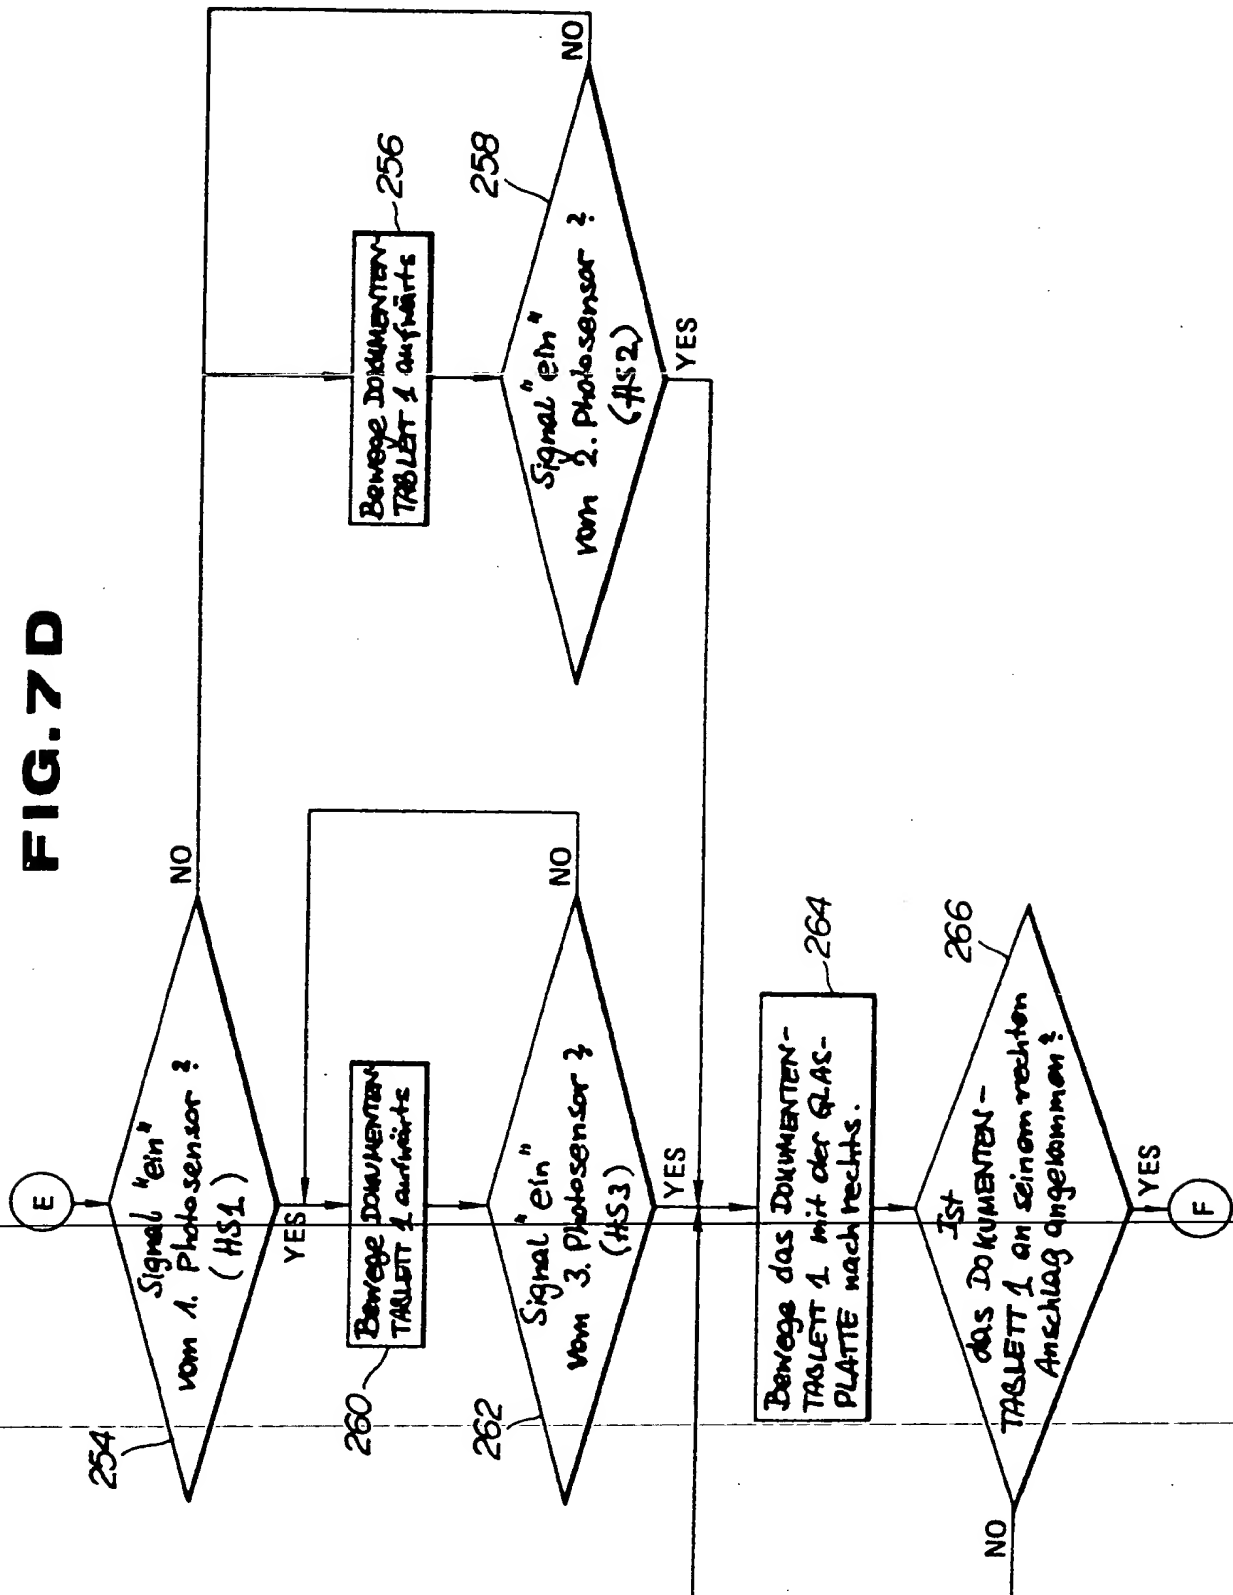 FIG. 7D
E
254
Signal "ein"
vom 1. Photosensor ?
(HS1)
NO
YES
260
Bewege DOKUMENTEN-
TABLETT 1 aufwärts
Bewege DOKUMENTEN-
TABLETT 1 aufwärts
256
262
Signal "ein"
vom 3. Photosensor ?
(HS3)
NO
YES
258
Signal "ein"
vom 2. Photosensor ?
(HS2)
NO
YES
264
Bewege das DOKUMENTEN-
TABLETT 1 mit der GLAS-
PLATTE nach rechts.
266
Ist
das DOKUMENTEN-
TABLETT 1 an seinem rechten
Anschlag angekommen?
NO
YES
F